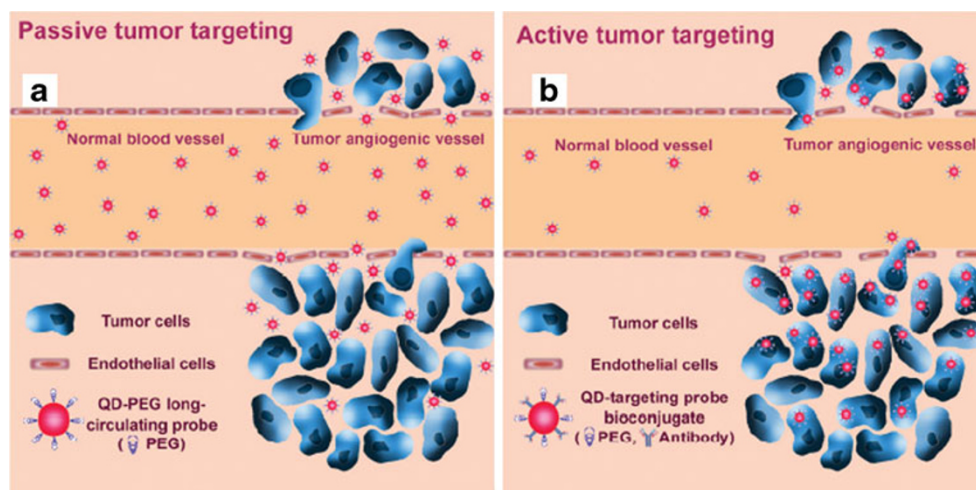 Passive tumor targeting
a
Normal blood vessel
Tumor angiogenic vessel
Tumor cells
Endothelial cells
QD-PEG long-
circulating probe
( PEG)
Active tumor targeting
b
Normal blood vessel
Tumor angiogenic vessel
Tumor cells
Endothelial cells
QD-targeting probe
bioconjugate
( PEG, Antibody)